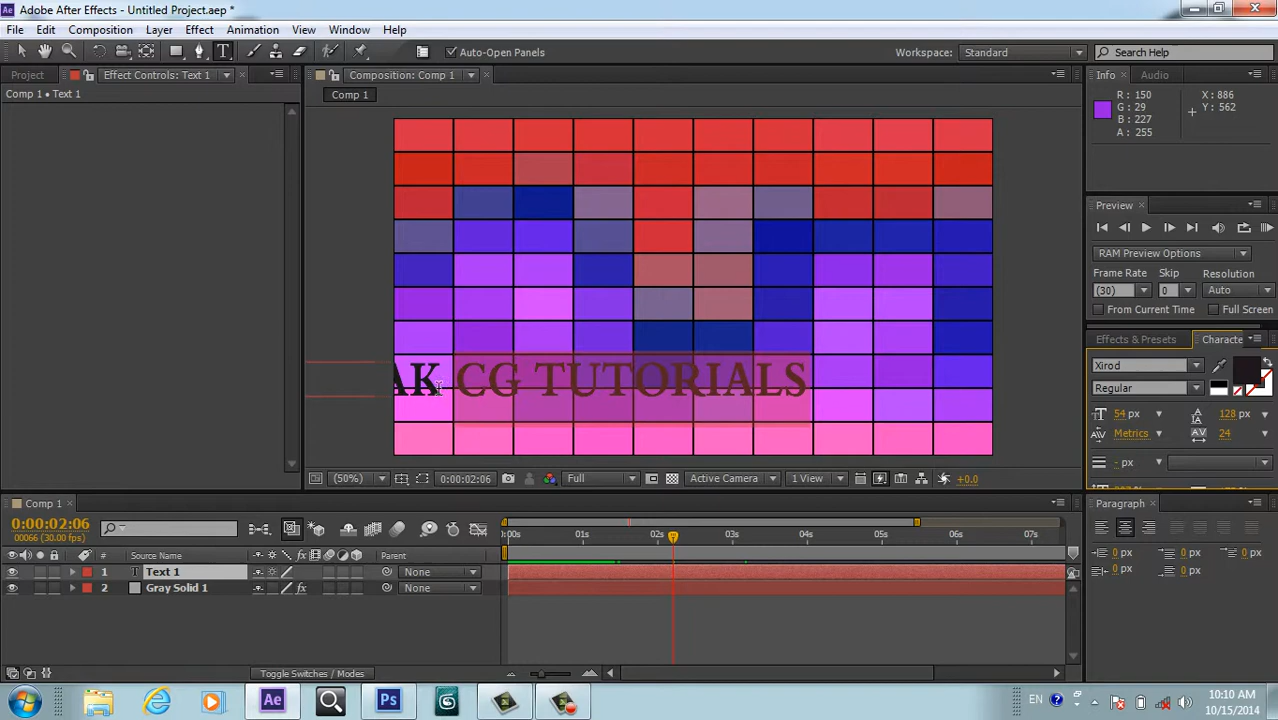 Adobe After Effects - Untitled Project.aep *
File Edit Composition Layer Effect Animation View Window Help
Auto-Open Panels
Workspace: Standard
Search Help
Project
Effect Controls: Text 1
Composition: Comp 1
Info Audio
Comp 1 • Text 1
Comp 1
R : 150
G : 29
B : 227
A : 255
X : 886
Y : 562
Preview
RAM Preview Options
Frame Rate Skip Resolution
(30) 0 Auto
From Current Time Full Screen
Effects & Presets Characte
Xirod
Regular
54 px 128 px
Metrics 24
- px
AK CG TUTORIALS
(50%) 0:00:02:06 Full Active Camera 1 View +0.0
Comp 1
0:00:02:06
00066 (30.00 fps)
:00s 01s 02s 03s 04s 05s 06s 07s
# Source Name Parent
1 T Text 1 None
2 Gray Solid 1 None
Toggle Switches / Modes
Paragraph
0 px 0 px 0 px
0 px 0 px
Ae Ps
EN
10:10 AM
10/15/2014